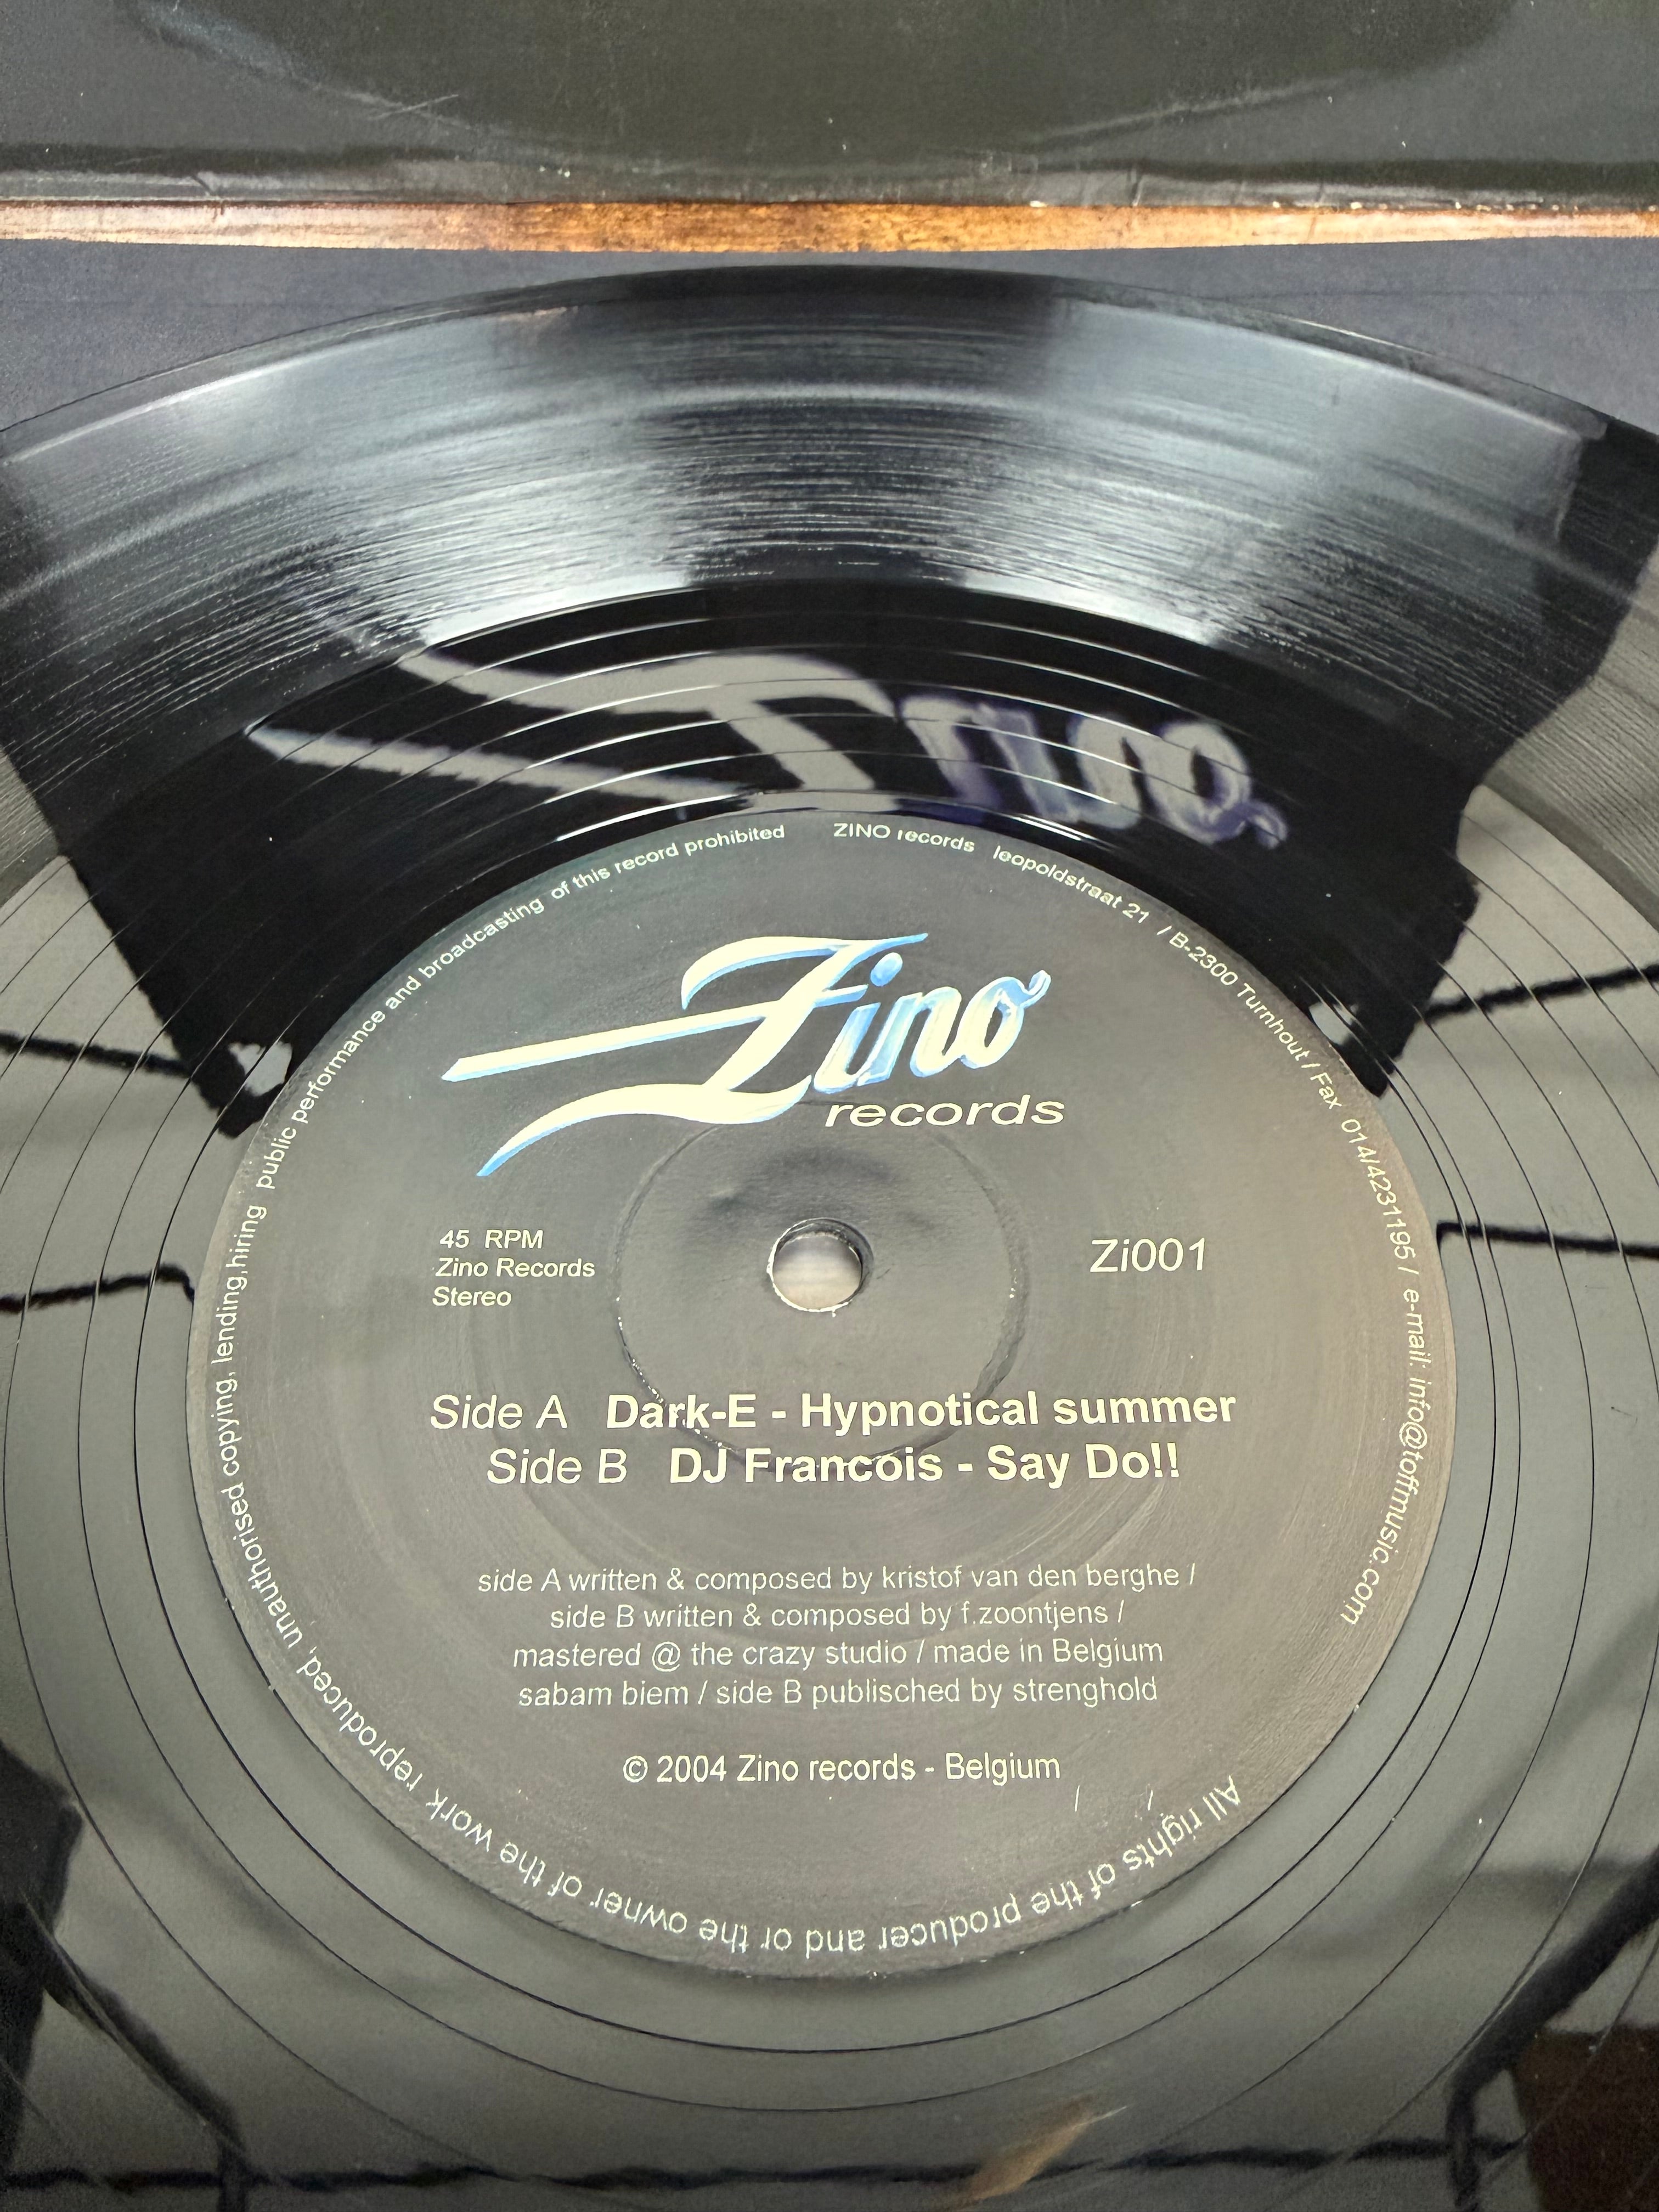 Zino
Zino
records
45 RPM
Zino Records
Stereo
Zi001
Side A Dark-E - Hypnotical summer
Side B DJ Francois - Say Do!!
side A written & composed by kristof van den berghe /
side B written & composed by f.zoontjens /
mastered @ the crazy studio / made in Belgium
sabam biem / side B publisched by strenghold
© 2004 Zino records - Belgium
All rights of the producer and or the owner of the work reproduced, unauthorised copying, lending,hiring public performance and broadcasting of this record prohibited
ZINO records leopoldstraat 21 / B-2300 Turnhout / Fax 014/4231195 / e-mail: info@toffmusic.com